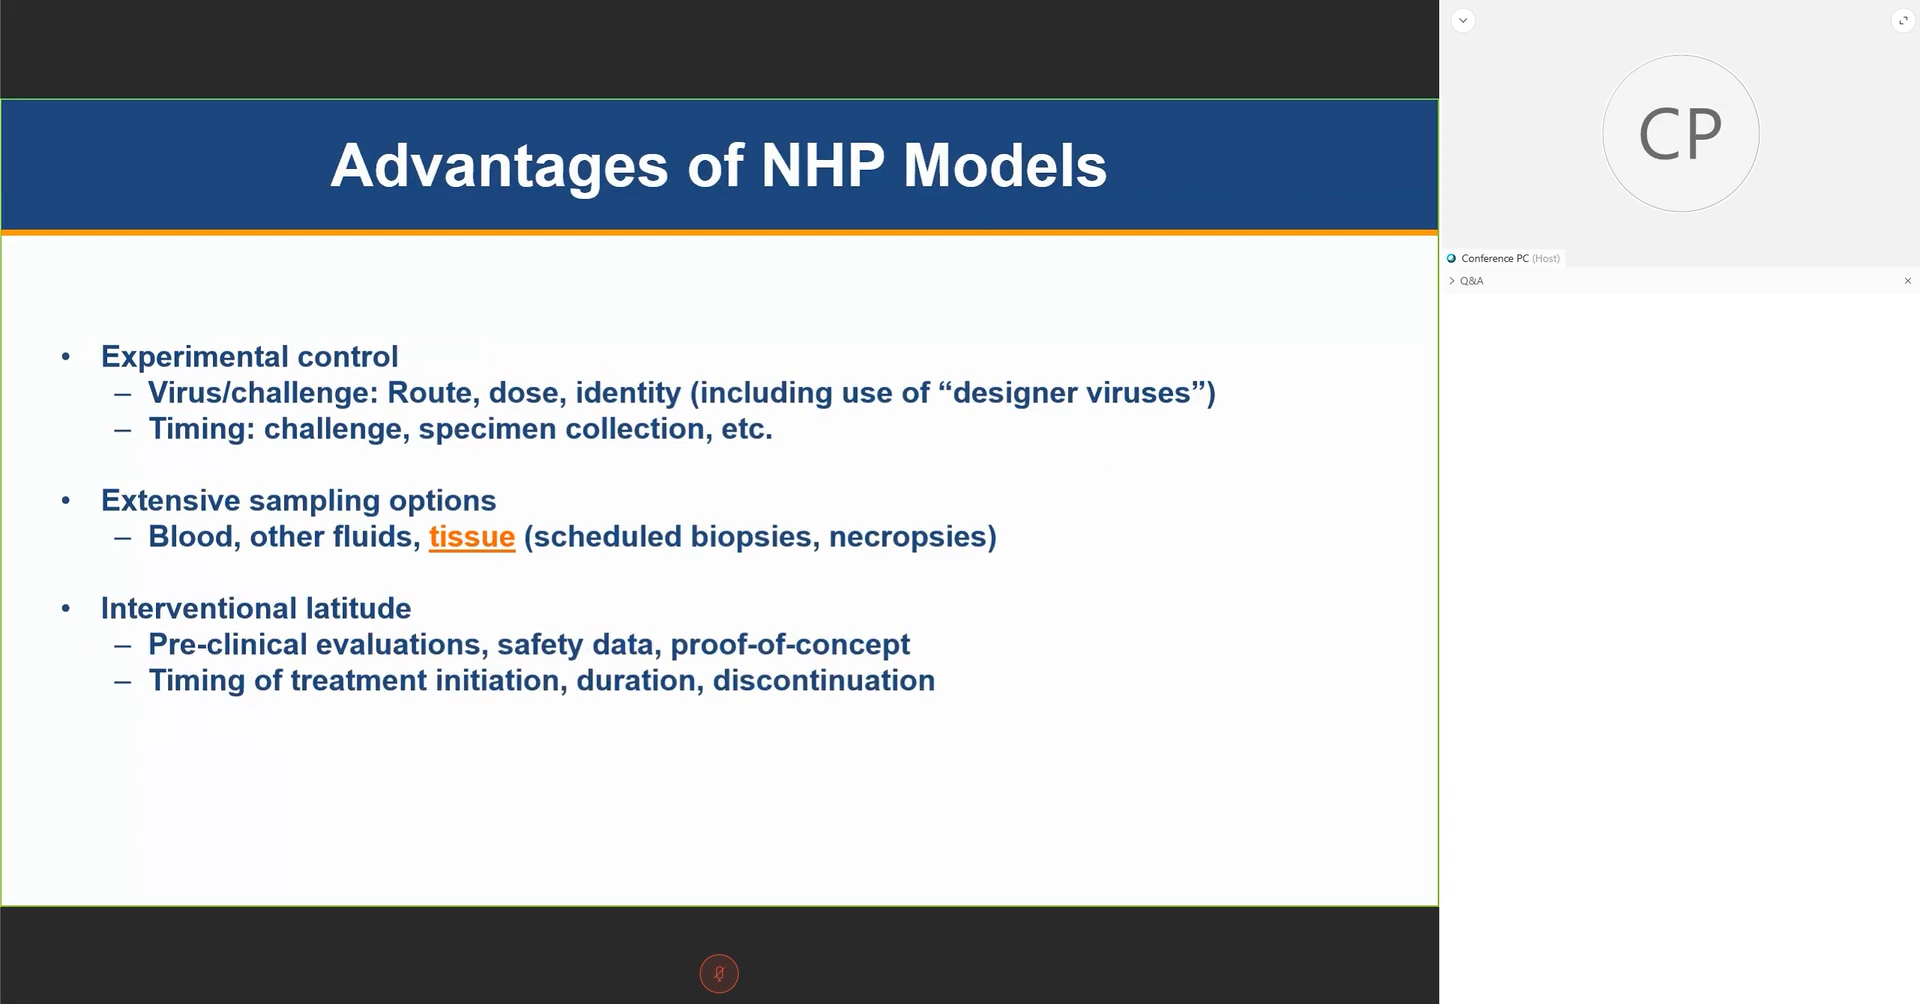 Advantages of NHP Models
• Experimental control
– Virus/challenge: Route, dose, identity (including use of “designer viruses”)
– Timing: challenge, specimen collection, etc.
• Extensive sampling options
– Blood, other fluids, tissue (scheduled biopsies, necropsies)
• Interventional latitude
– Pre-clinical evaluations, safety data, proof-of-concept
– Timing of treatment initiation, duration, discontinuation
CP
Conference PC (Host)
Q&A